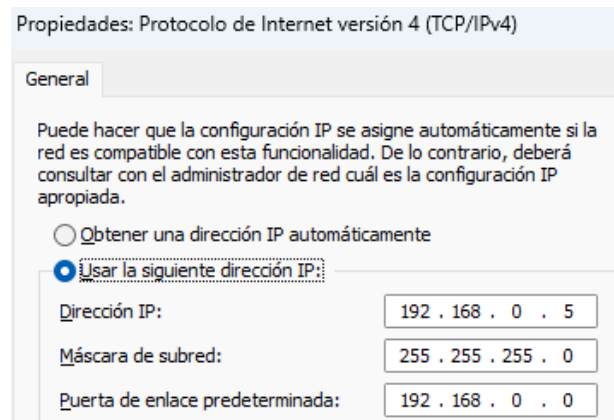 Propiedades: Protocolo de Internet versión 4 (TCP/IPv4)
General
Puede hacer que la configuración IP se asigne automáticamente si la
red es compatible con esta funcionalidad. De lo contrario, deberá
consultar con el administrador de red cuál es la configuración IP
apropiada.
Obtener una dirección IP automáticamente
Usar la siguiente dirección IP:
Dirección IP: 192 . 168 . 0 . 5
Máscara de subred: 255 . 255 . 255 . 0
Puerta de enlace predeterminada: 192 . 168 . 0 . 0